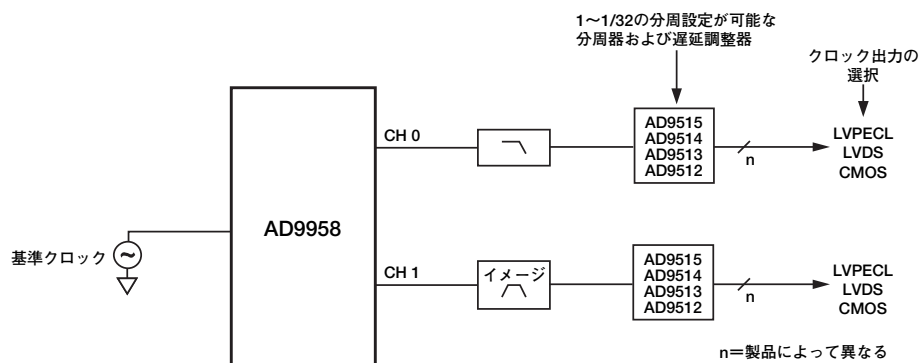 1～1/32の分周設定が可能な
分周器および遅延調整器
クロック出力の
選択
AD9958
基準クロック
CH 0
AD9515
AD9514
AD9513
AD9512
n
LVPECL
LVDS
CMOS
CH 1
イメージ
AD9515
AD9514
AD9513
AD9512
n
LVPECL
LVDS
CMOS
n＝製品によって異なる